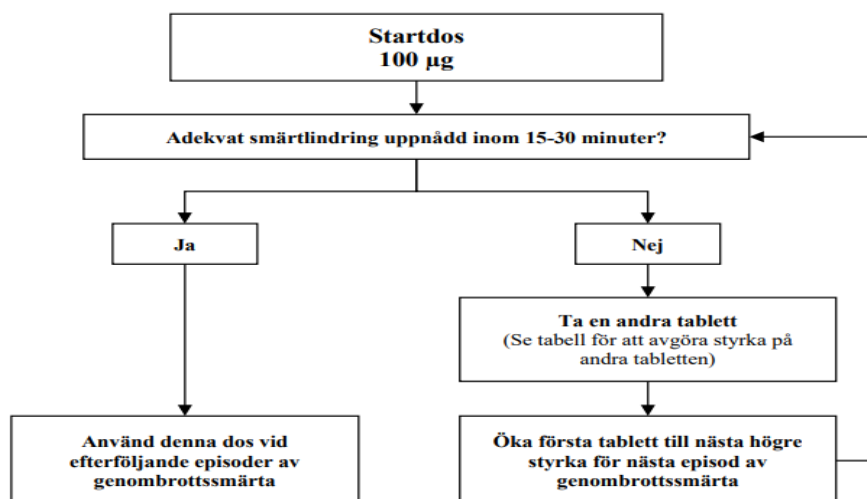 Startdos
100 µg
Adekvat smärtlindring uppnådd inom 15-30 minuter?
Ja
Nej
Ta en andra tablett
(Se tabell för att avgöra styrka på
andra tabletten)
Använd denna dos vid
efterföljande episoder av
genombrottssmärta
Öka första tablett till nästa högre
styrka för nästa episod av
genombrottssmärta